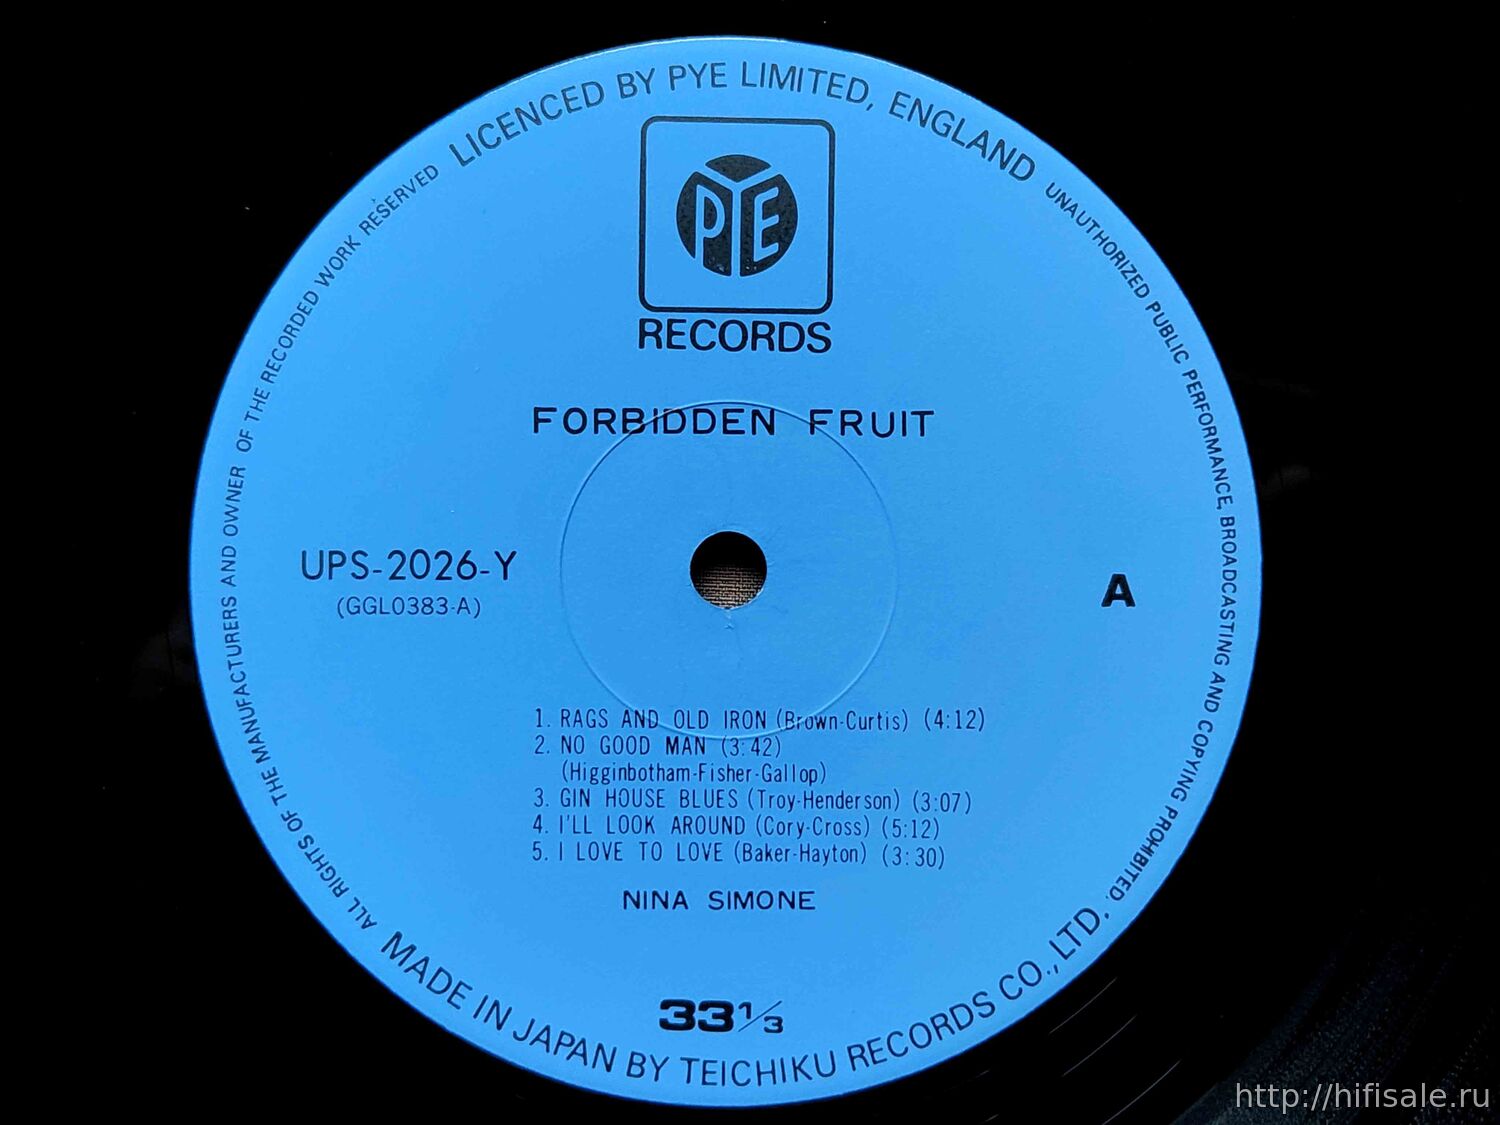 LICENCED BY PYE LIMITED, ENGLAND
UNAUTHORIZED PUBLIC PERFORMANCE, BROADCASTING AND COPYING PROHIBITED.
ALL RIGHTS OF THE MANUFACTURERS AND OWNER OF THE RECORDED WORK RESERVED
PYE
RECORDS
FORBIDDEN FRUIT
UPS-2026-Y
(GGL0383-A)
A
1. RAGS AND OLD IRON (Brown-Curtis) (4:12)
2. NO GOOD MAN (3:42)
(Higginbotham-Fisher-Gallop)
3. GIN HOUSE BLUES (Troy-Henderson) (3:07)
4. I'LL LOOK AROUND (Cory-Cross) (5:12)
5. I LOVE TO LOVE (Baker-Hayton) (3:30)
NINA SIMONE
33 1/3
MADE IN JAPAN BY TEICHIKU RECORDS CO., LTD.
http://hifisale.ru